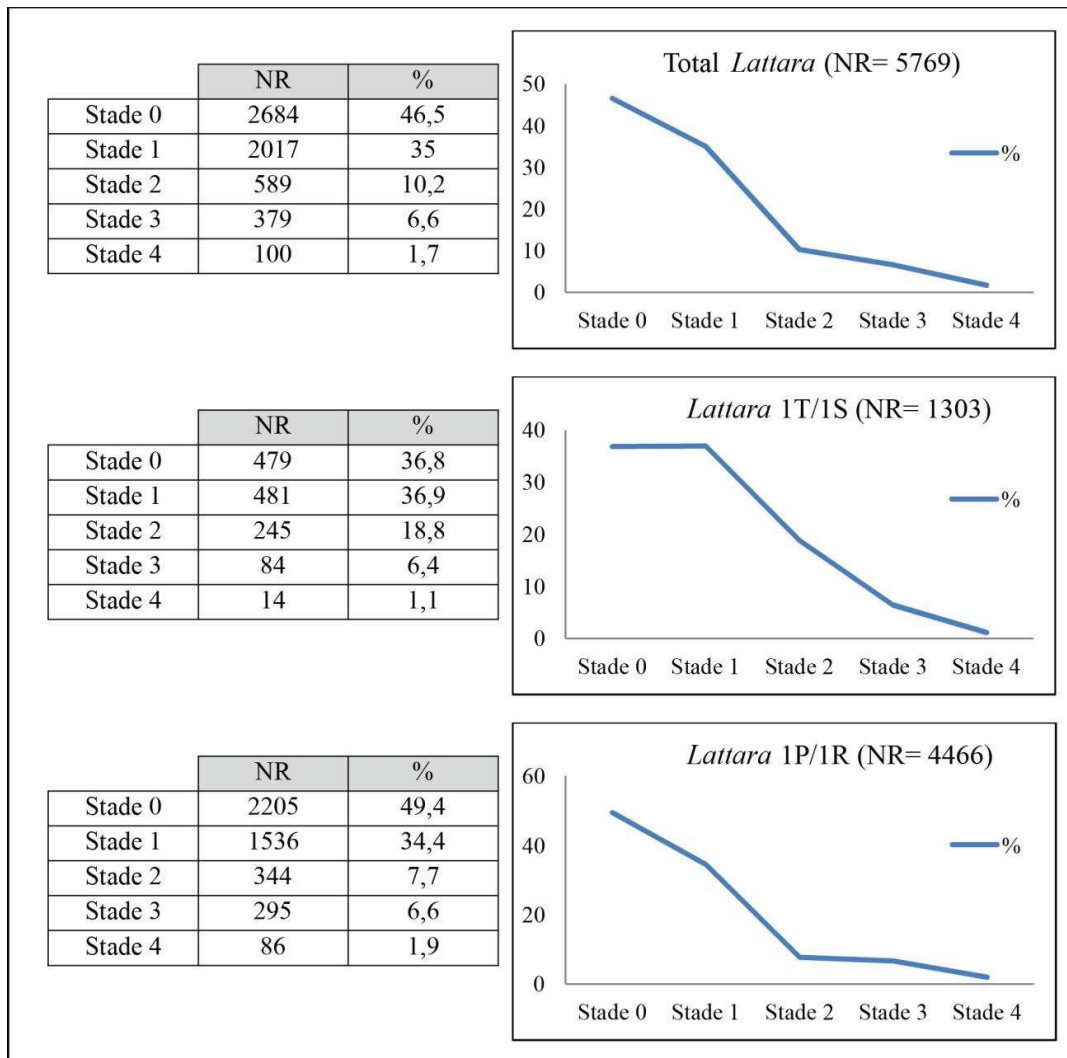 NR %
Stade 0 2684 46,5
Stade 1 2017 35
Stade 2 589 10,2
Stade 3 379 6,6
Stade 4 100 1,7
Total Lattara (NR= 5769)
50
40
30
20
10
0
%
Stade 0 Stade 1 Stade 2 Stade 3 Stade 4
NR %
Stade 0 479 36,8
Stade 1 481 36,9
Stade 2 245 18,8
Stade 3 84 6,4
Stade 4 14 1,1
Lattara 1T/1S (NR= 1303)
40
30
20
10
0
%
Stade 0 Stade 1 Stade 2 Stade 3 Stade 4
NR %
Stade 0 2205 49,4
Stade 1 1536 34,4
Stade 2 344 7,7
Stade 3 295 6,6
Stade 4 86 1,9
Lattara 1P/1R (NR= 4466)
60
40
20
0
%
Stade 0 Stade 1 Stade 2 Stade 3 Stade 4